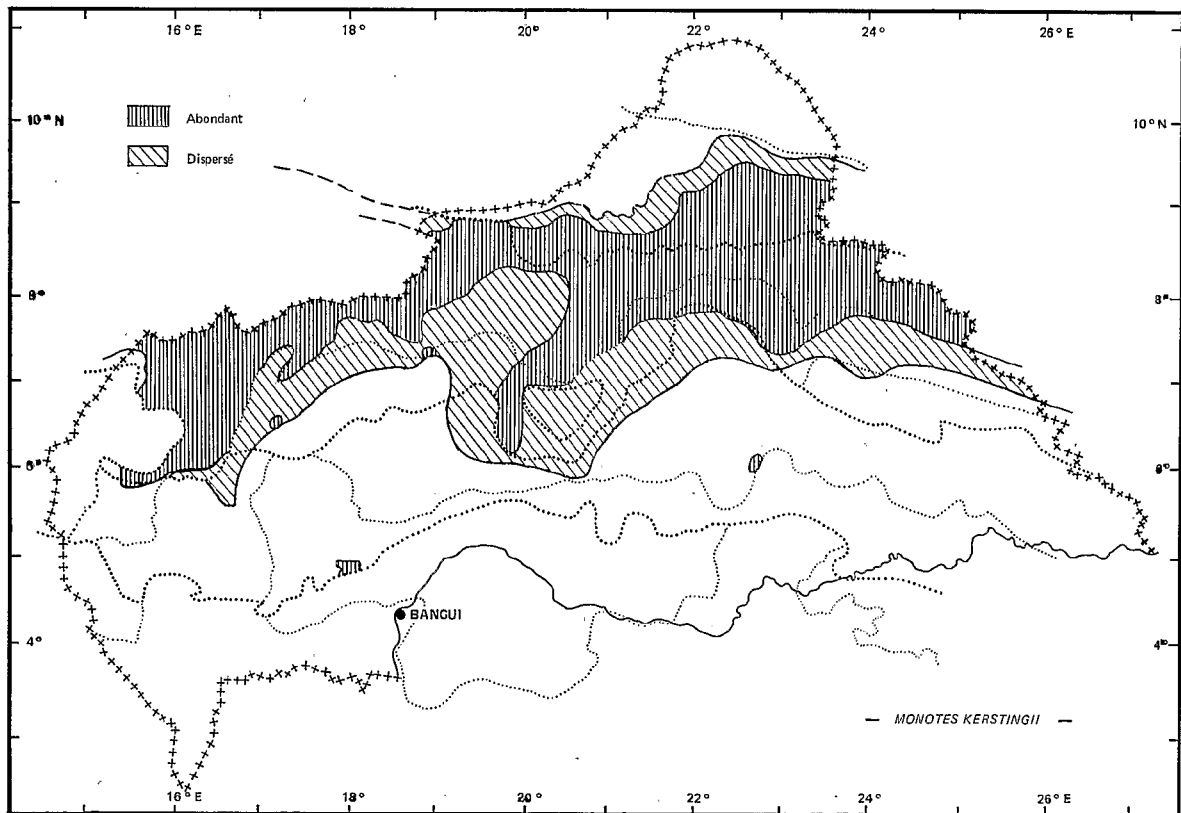 16° E 18° 20° 22° 24° 26° E
10° N 10° N
Abondant
Dispersé
8° 8°
6° 6°
BANGUI
4° 4°
— MONOTES KERSTINGII —
16° E 18° 20° 22° 24° 26° E